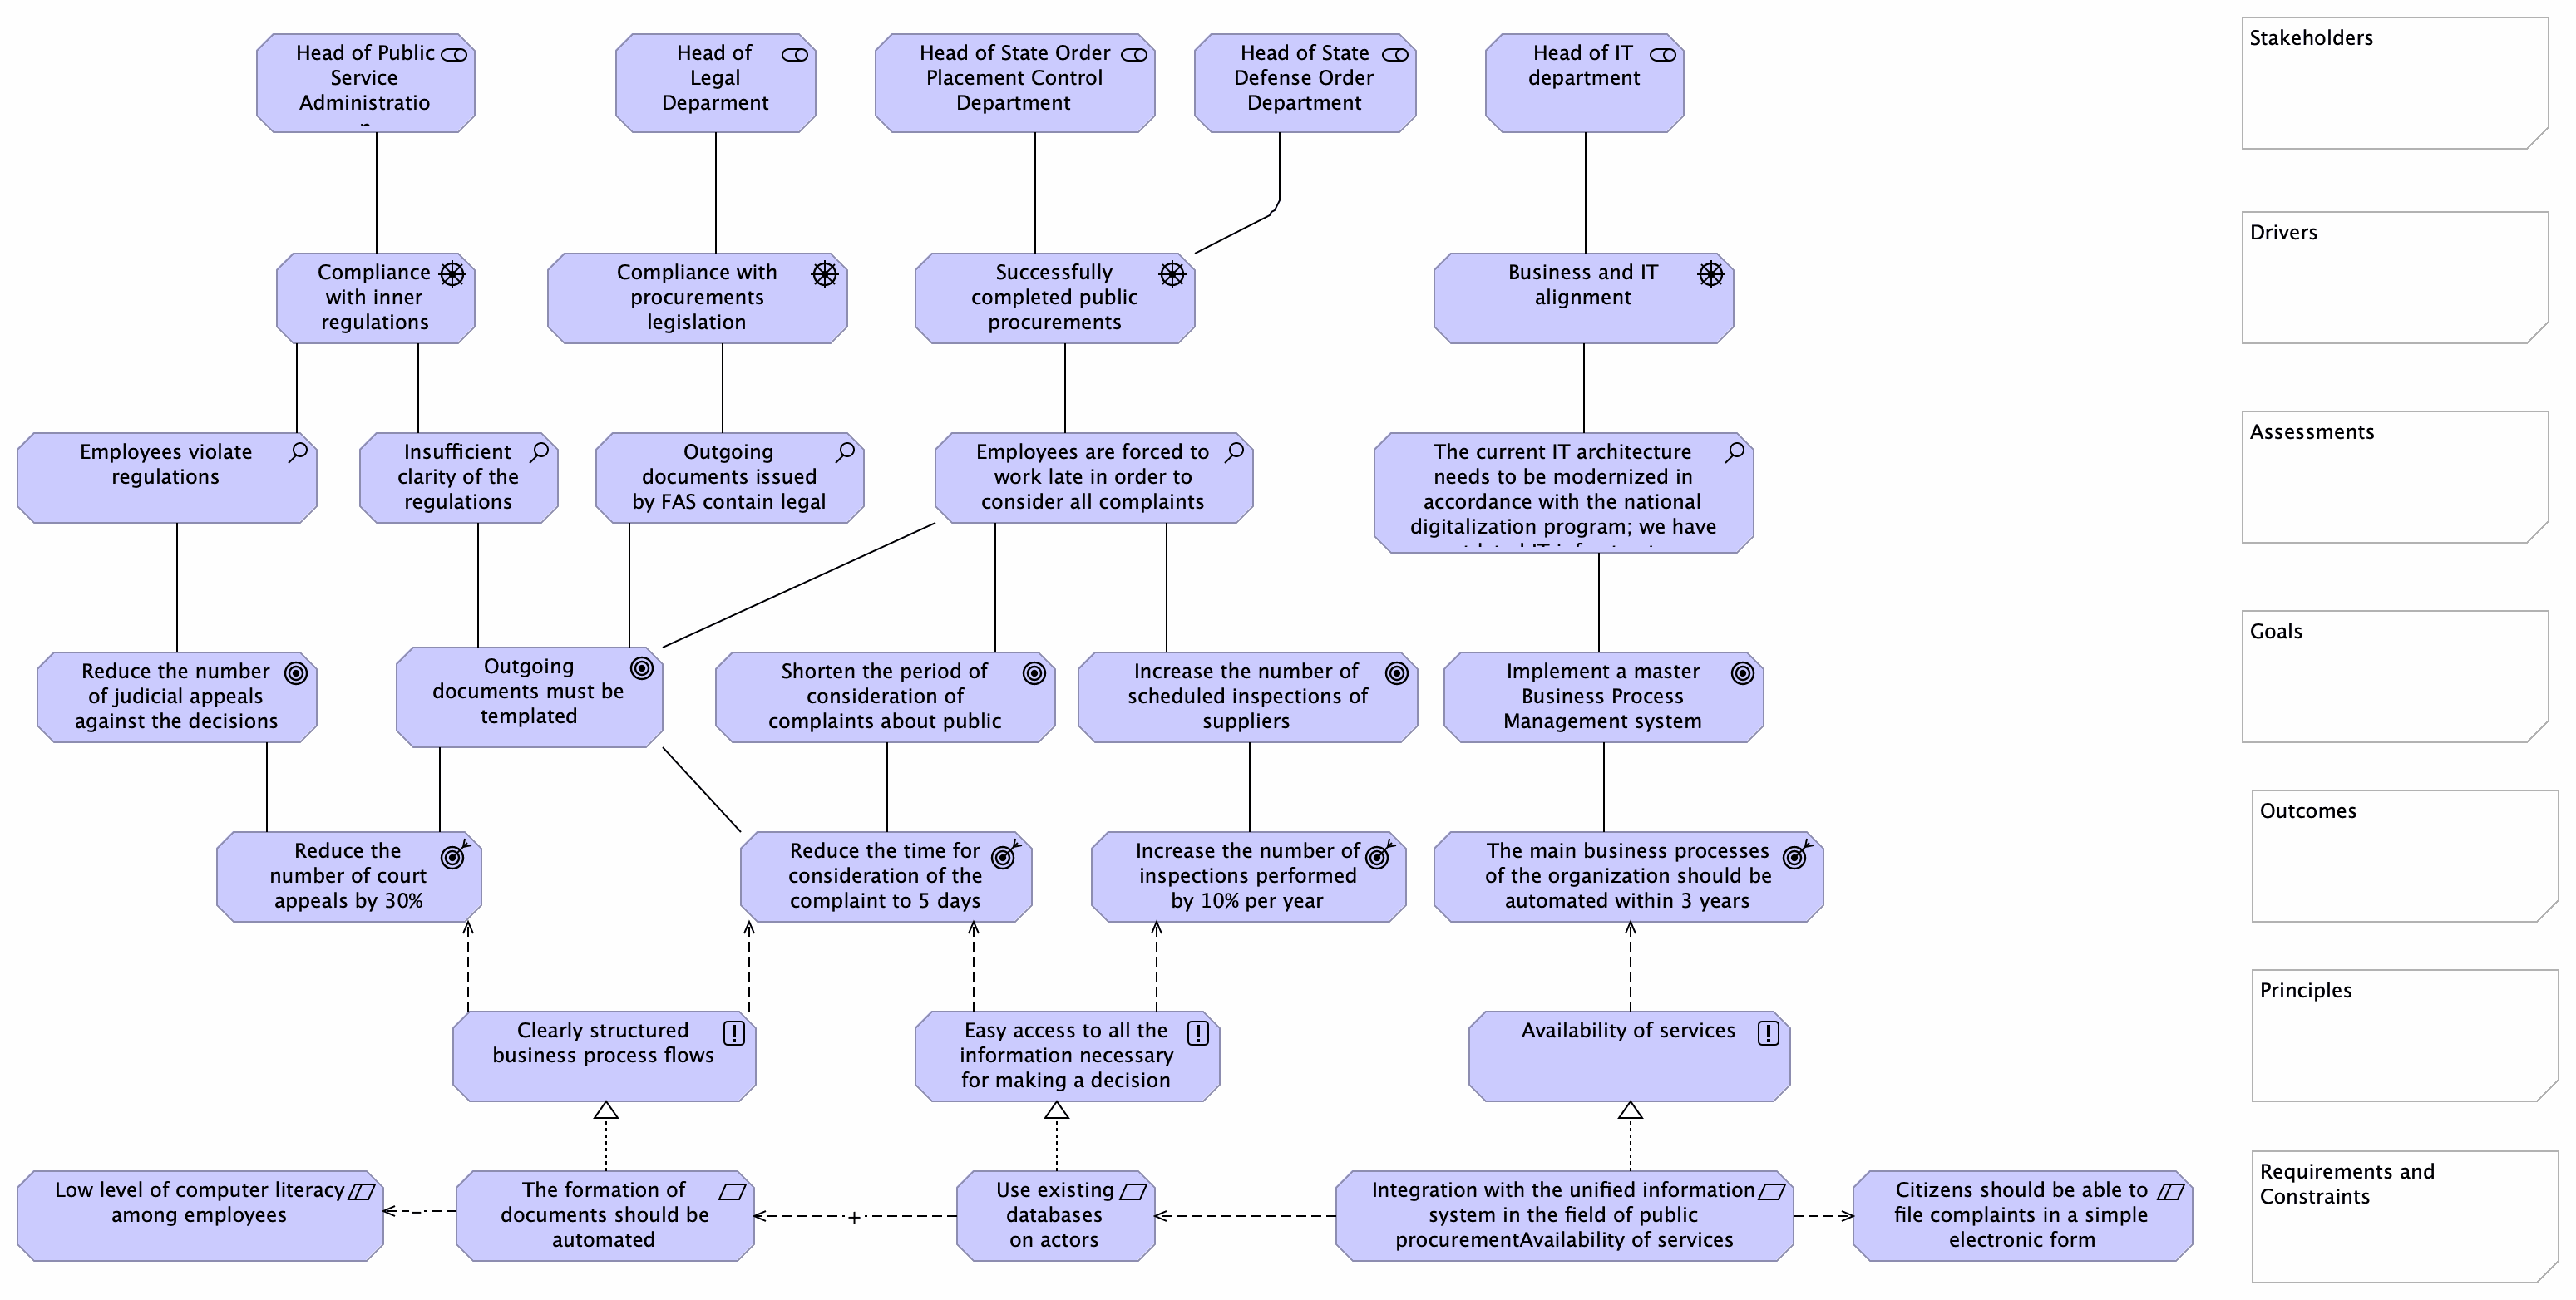 Head of Public
Service
Administratio
Head of
Legal
Deparment
Head of State Order
Placement Control
Department
Head of State
Defense Order
Department
Head of IT
department
Stakeholders
Compliance
with inner
regulations
Compliance with
procurements
legislation
Successfully
completed public
procurements
Business and IT
alignment
Drivers
Employees violate
regulations
Insufficient
clarity of the
regulations
Outgoing
documents issued
by FAS contain legal
Employees are forced to
work late in order to
consider all complaints
The current IT architecture
needs to be modernized in
accordance with the national
digitalization program; we have
Assessments
Reduce the number
of judicial appeals
against the decisions
Outgoing
documents must be
templated
Shorten the period of
consideration of
complaints about public
Increase the number of
scheduled inspections of
suppliers
Implement a master
Business Process
Management system
Goals
Reduce the
number of court
appeals by 30%
Reduce the time for
consideration of the
complaint to 5 days
Increase the number of
inspections performed
by 10% per year
The main business processes
of the organization should be
automated within 3 years
Outcomes
Clearly structured
business process flows
Easy access to all the
information necessary
for making a decision
Availability of services
Principles
Low level of computer literacy
among employees
–
The formation of
documents should be
automated
+
Use existing
databases
on actors
Integration with the unified information
system in the field of public
procurementAvailability of services
Citizens should be able to
file complaints in a simple
electronic form
Requirements and
Constraints